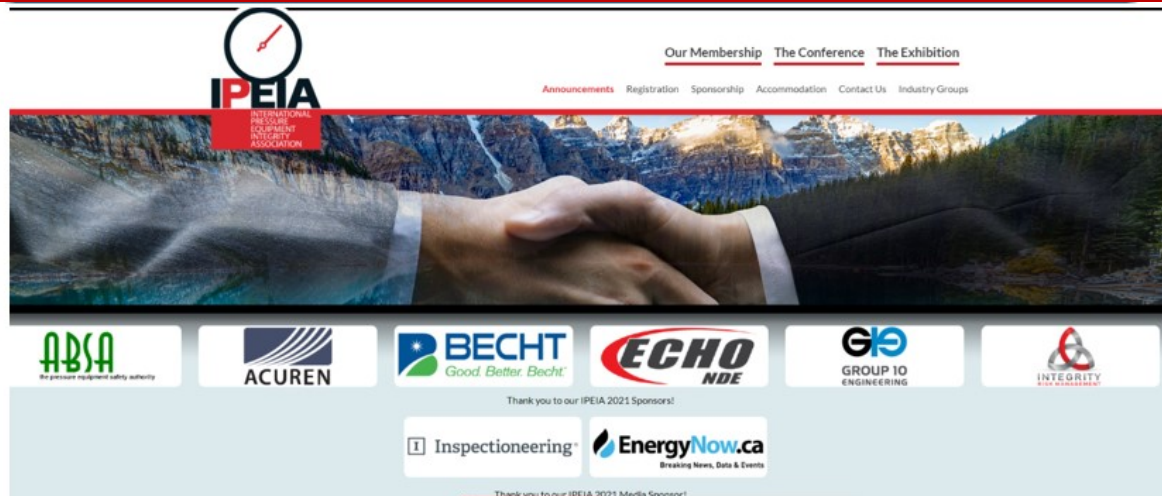 IPEIA
INTERNATIONAL
PRESSURE
EQUIPMENT
INTEGRITY
ASSOCIATION
Our Membership The Conference The Exhibition
Announcements Registration Sponsorship Accommodation Contact Us Industry Groups
ABSA
the pressure equipment safety authority
ACUREN
BECHT
Good. Better. Becht.
ECHO
NDE
G10
GROUP 10
ENGINEERING
INTEGRITY
RISK MANAGEMENT
Thank you to our IPEIA 2021 Sponsors!
I Inspectioneering
EnergyNow.ca
Breaking News, Data & Events
Thank you to our IPEIA 2021 Media Sponsor!